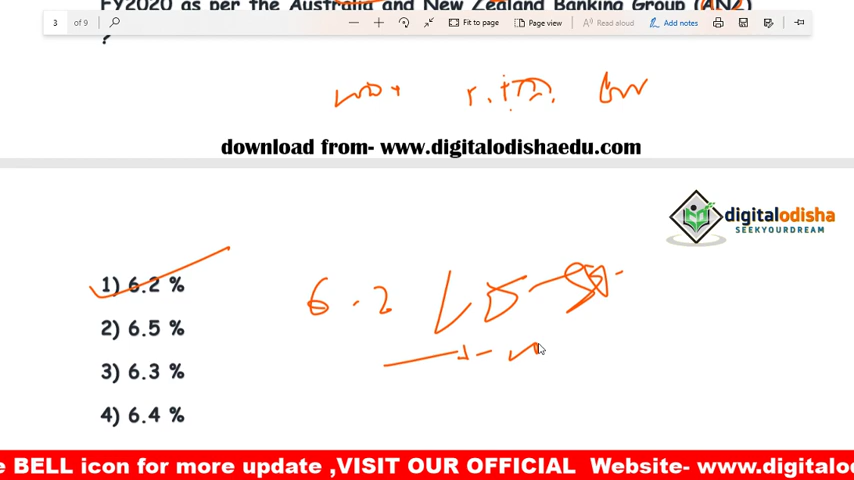 FY2020 as per the Australia and New Zealand Banking Group (ANZ)
3 of 9 Fit to page Page view Read aloud Add notes
?
download from- www.digitalodishaedu.com
digitalodisha
SEEKYOURDREAM
1) 6.2 %
6.2
2) 6.5 %
3) 6.3 %
4) 6.4 %
e BELL icon for more update ,VISIT OUR OFFICIAL Website- www.digitalo